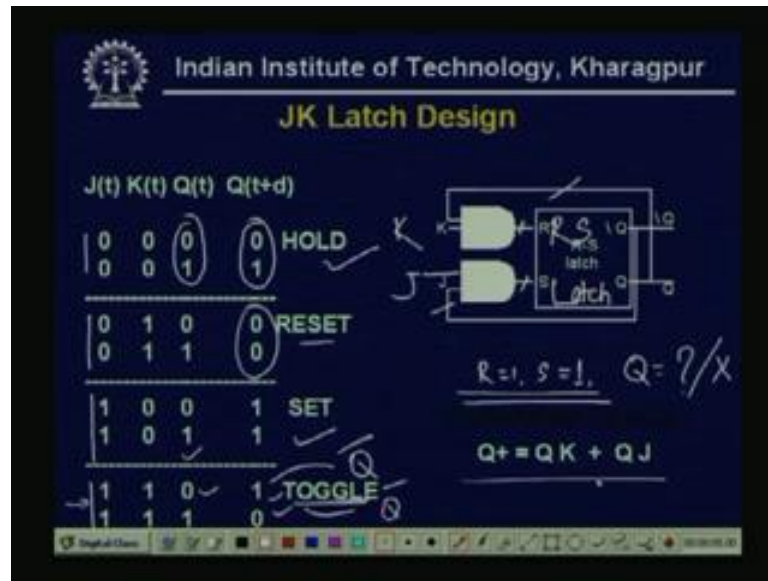 Indian Institute of Technology, Kharagpur
JK Latch Design
J(t) K(t) Q(t) Q(t+d)
0 0 0 0 HOLD
0 0 1 1
0 1 0 0 RESET
0 1 1 0
1 0 0 1 SET
1 0 1 1
1 1 0 1 TOGGLE
1 1 1 0
Q
Q
K K R \Q \Q
RS
R-S
latch
Latch
J J S Q Q
R=1, S=1, Q=?/X
Q+ = Q K + Q J